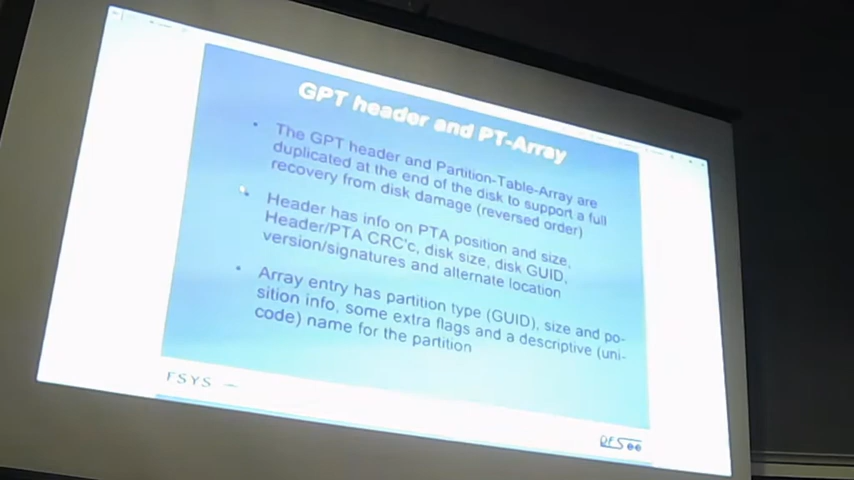 GPT header and PT-Array
• The GPT header and Partition-Table-Array are
duplicated at the end of the disk to support a full
recovery from disk damage (reversed order)
• Header has info on PTA position and size,
Header/PTA CRC'c, disk size, disk GUID,
version/signatures and alternate location
• Array entry has partition type (GUID), size and po-
sition info, some extra flags and a descriptive (uni-
code) name for the partition
FSYS –
DFSee